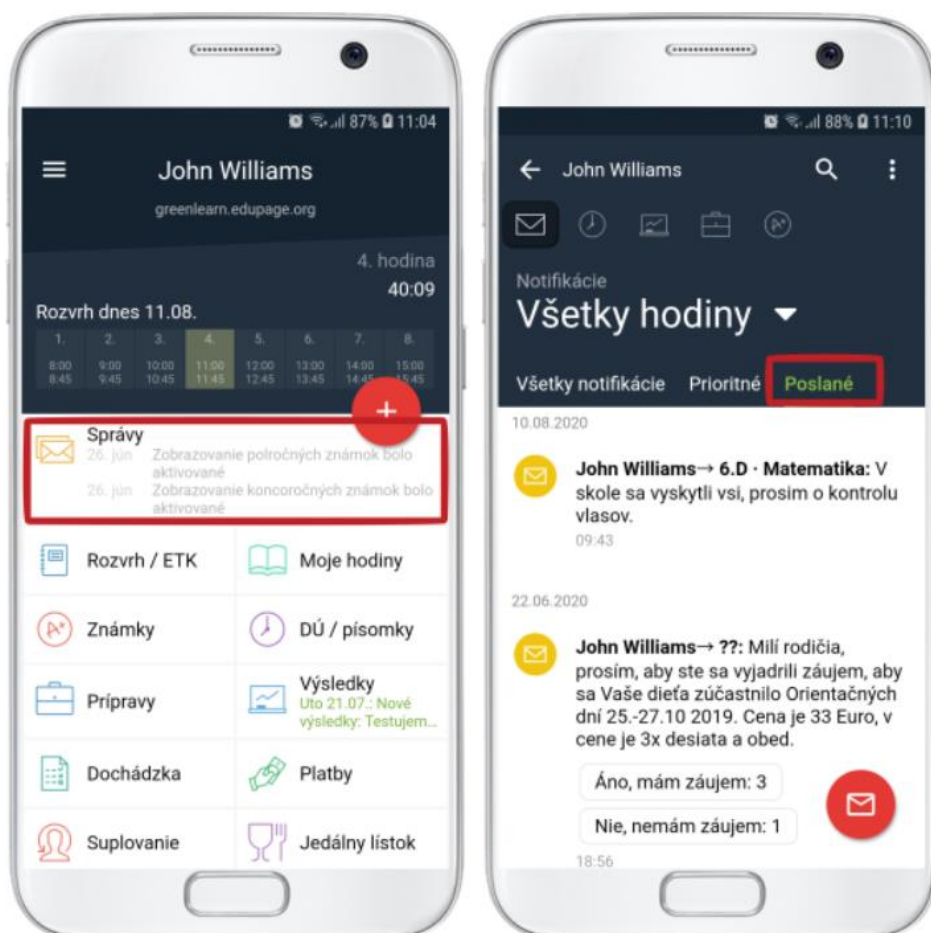 87% 11:04
John Williams
greenlearn.edupage.org
4. hodina
40:09
Rozvrh dnes 11.08.
1. 2. 3. 4. 5. 6. 7. 8.
8:00 9:00 10:00 11:00 12:00 13:00 14:00 15:00
8:45 9:45 10:45 11:45 12:45 13:45 14:45 15:45
+
Správy
26. jún Zobrazovanie polročných známok bolo
aktivované
26. jún Zobrazovanie koncoročných známok bolo
aktivované
Rozvrh / ETK
Moje hodiny
A+
Známky
DÚ / písomky
Prípravy
Výsledky
Uto 21.07.: Nové
výsledky: Testujem...
Dochádzka
Platby
Suplovanie
Jedálny lístok
88% 11:10
John Williams
A+
Notifikácie
Všetky hodiny
Všetky notifikácie Prioritné Poslané
10.08.2020
John Williams→ 6.D · Matematika: V
skole sa vyskytli vsi, prosim o kontrolu
vlasov.
09:43
22.06.2020
John Williams→ ??: Milí rodičia,
prosím, aby ste sa vyjadrili záujem, aby
sa Vaše dieťa zúčastnilo Orientačných
dní 25.-27.10 2019. Cena je 33 Euro, v
cene je 3x desiata a obed.
Áno, mám záujem: 3
Nie, nemám záujem: 1
18:56